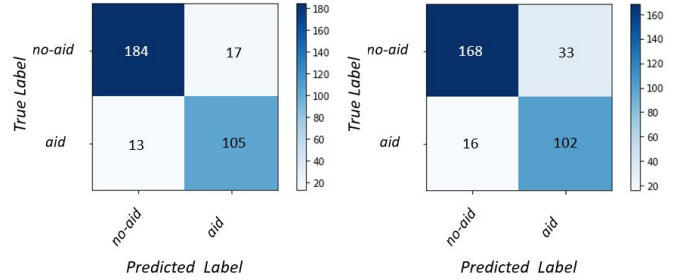 True Label
no-aid
aid
184 17
13 105
180
160
140
120
100
80
60
40
20
no-aid aid
Predicted Label
True Label
no-aid
aid
168 33
16 102
160
140
120
100
80
60
40
20
no-aid aid
Predicted Label